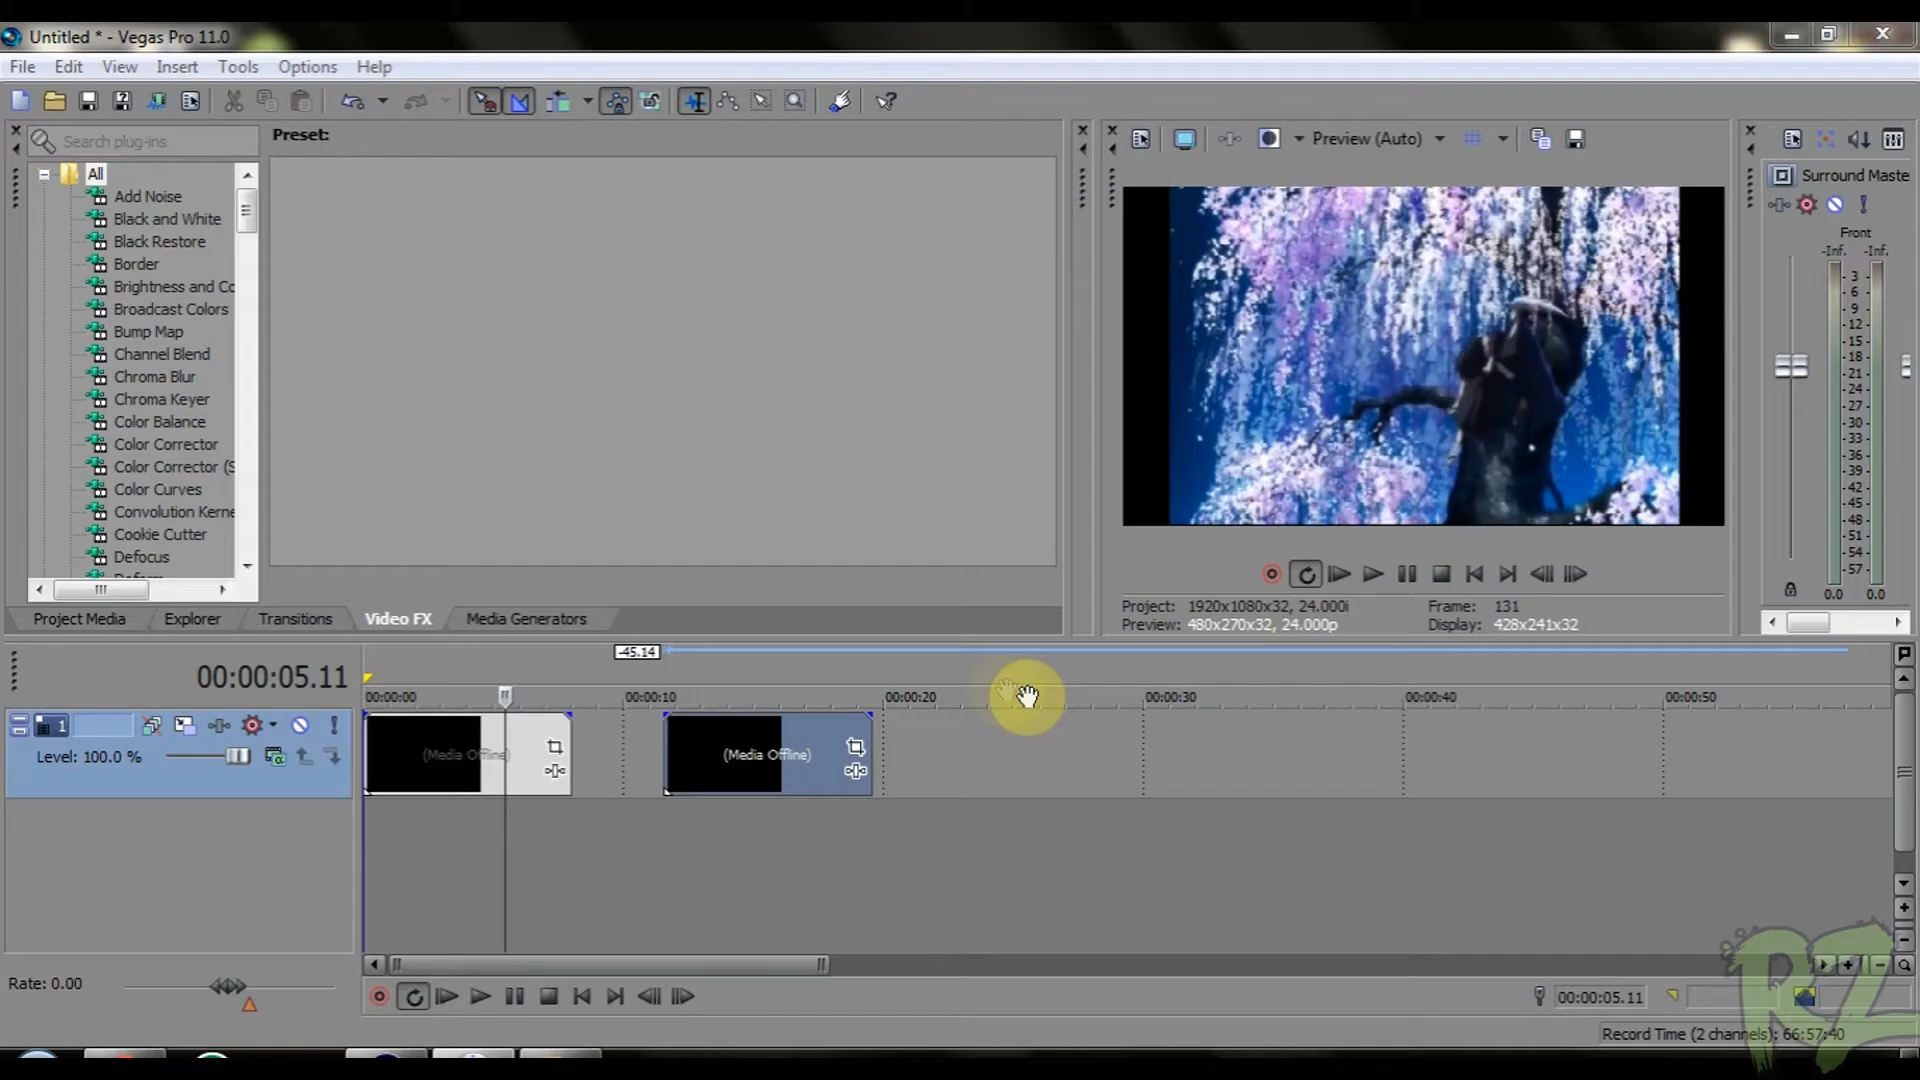 Untitled * - Vegas Pro 11.0
File Edit View Insert Tools Options Help
Search plug-ins
Preset:
Preview (Auto)
All
Add Noise
Black and White
Black Restore
Border
Brightness and Co
Broadcast Colors
Bump Map
Channel Blend
Chroma Blur
Chroma Keyer
Color Balance
Color Corrector
Color Corrector (S
Color Curves
Convolution Kerne
Cookie Cutter
Defocus
Surround Maste
Front
-Inf. -Inf.
3
6
9
12
15
18
21
24
27
30
33
36
39
42
45
48
51
54
57
0.0 0.0
Project: 1920x1080x32, 24.000i Frame: 131
Preview: 480x270x32, 24.000p Display: 428x241x32
Project Media Explorer Transitions Video FX Media Generators
-45.14
00:00:05.11
00:00:00 00:00:10 00:00:20 00:00:30 00:00:40 00:00:50
1
Level: 100.0 %
(Media Offline) (Media Offline)
Rate: 0.00
00:00:05.11
Record Time (2 channels): 66:57:40
RZ